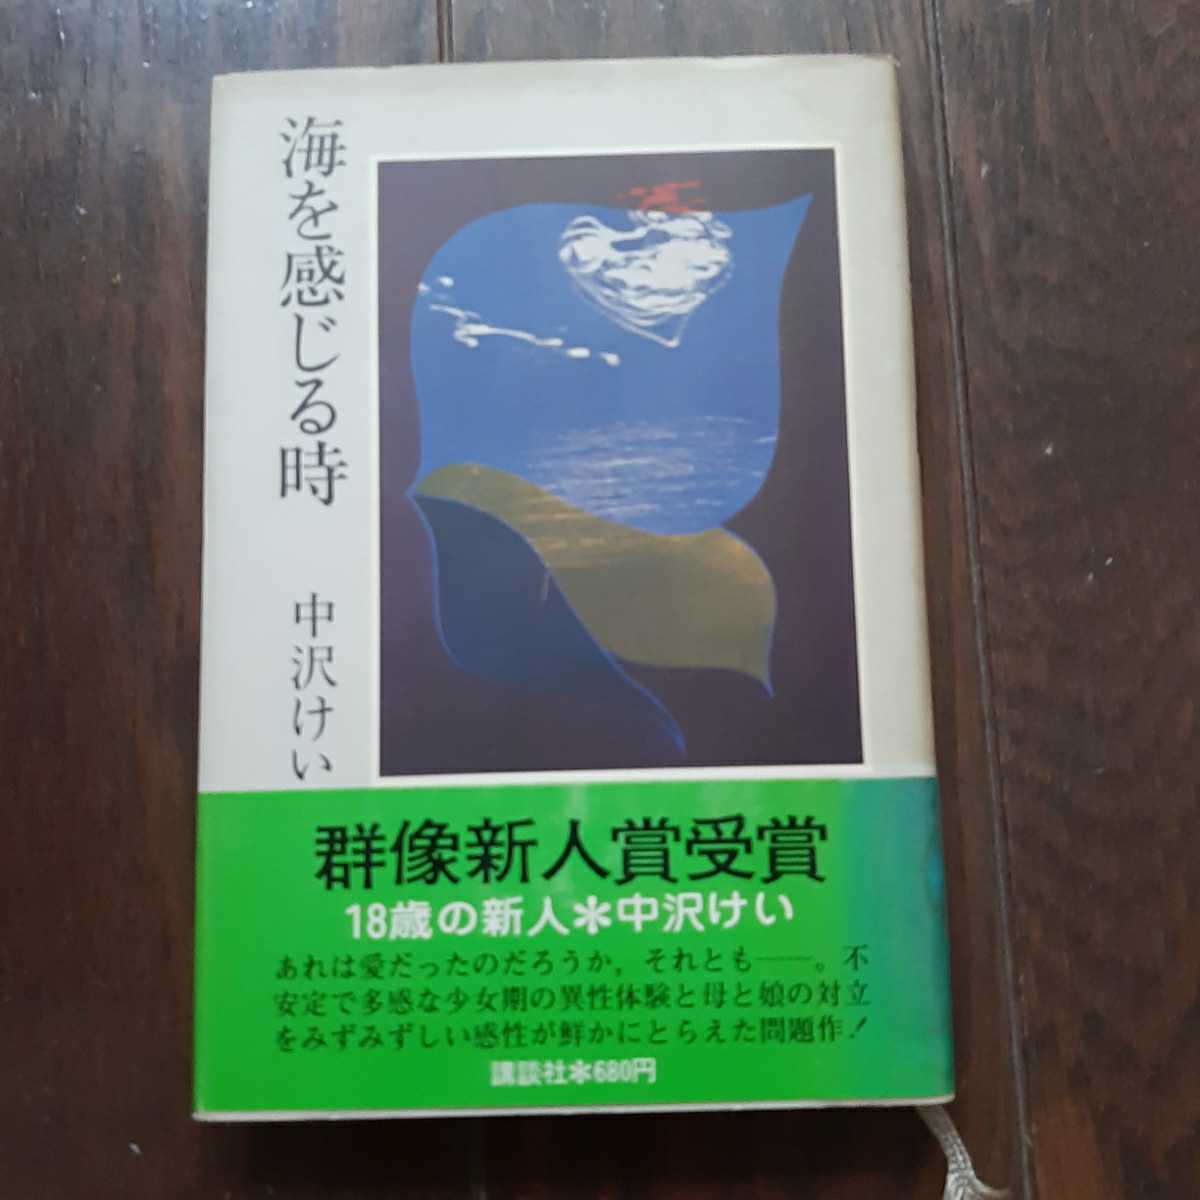 海を感じる時
中沢けい
群像新人賞受賞
18歳の新人＊中沢けい
あれは愛だったのだろうか，それとも――。不
安定で多感な少女期の異性体験と母と娘の対立
をみずみずしい感性が鮮かにとらえた問題作！
講談社＊680円